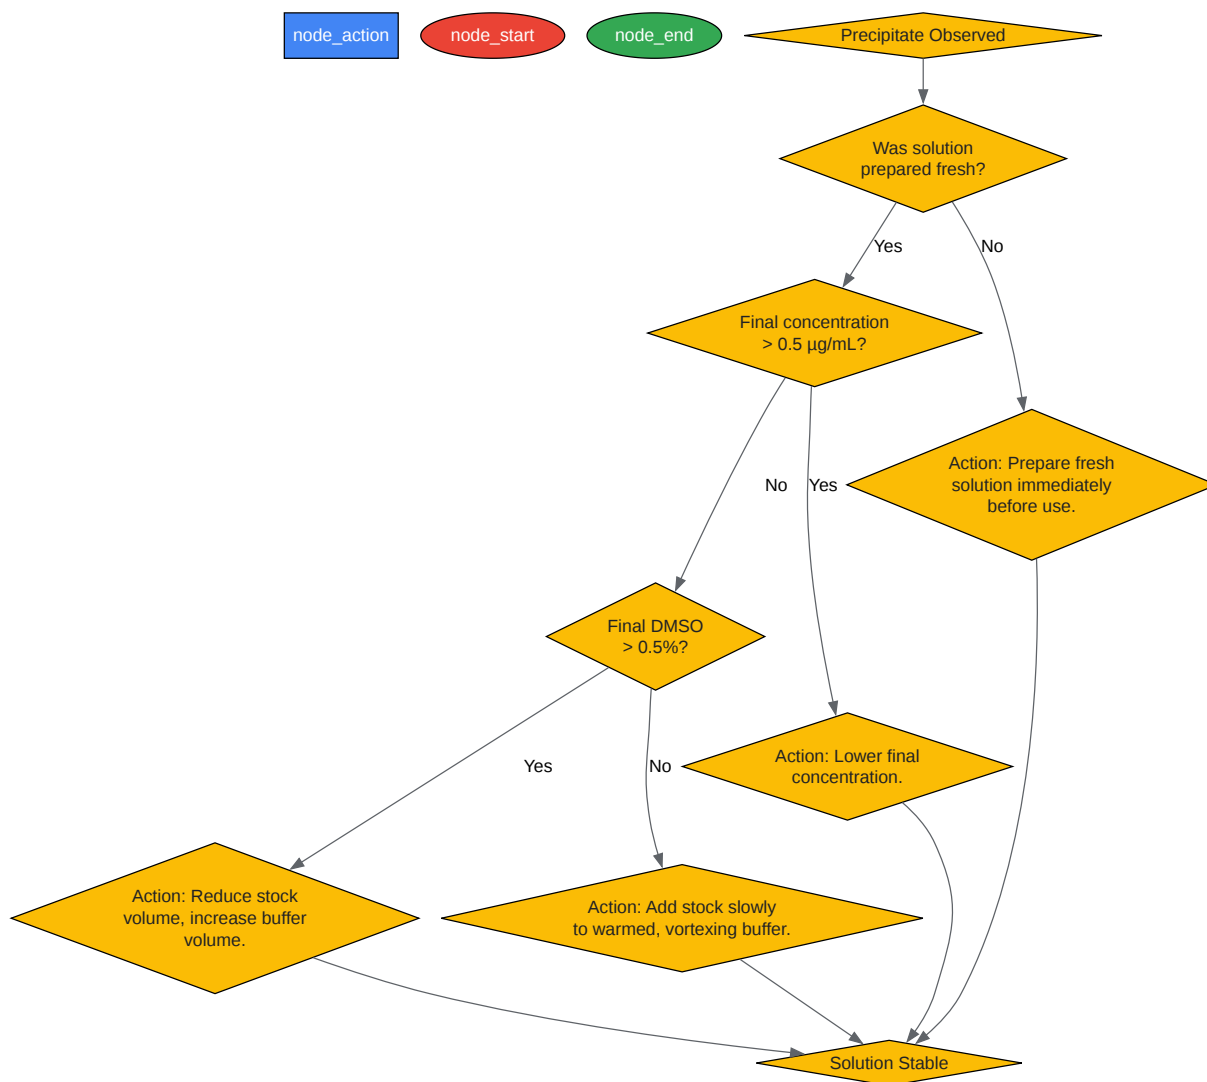 node_action
node_start
node_end
Precipitate Observed
Was solution
prepared fresh?
Yes
No
Final concentration
> 0.5 µg/mL?
Action: Prepare fresh
solution immediately
before use.
No
Yes
Final DMSO
> 0.5%?
Yes
No
Action: Lower final
concentration.
Action: Reduce stock
volume, increase buffer
volume.
Action: Add stock slowly
to warmed, vortexing buffer.
Solution Stable